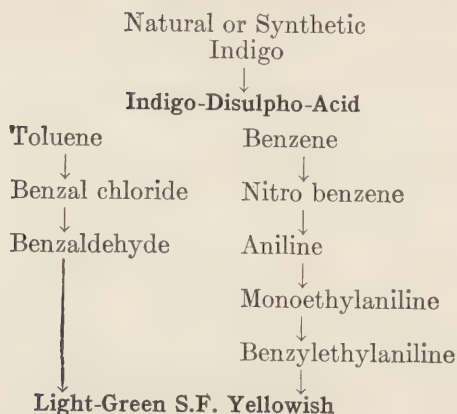 Natural or Synthetic
Indigo
Indigo-Disulpho-Acid
Toluene Benzene
Benzal chloride Nitro benzene
Benzaldehyde Aniline
Monoethylaniline
Benzylethylaniline
Light-Green S.F. Yellowish